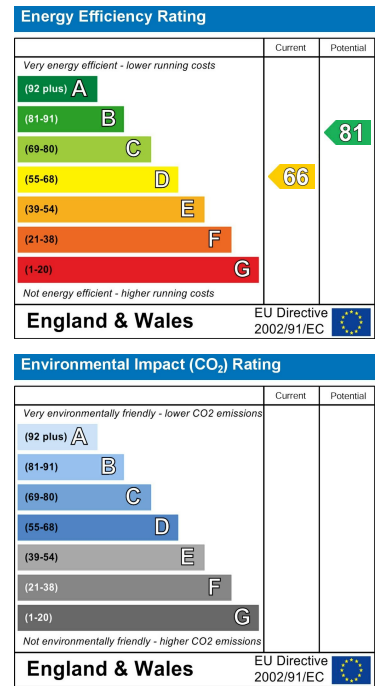 Energy Efficiency Rating
Current Potential
Very energy efficient - lower running costs
(92 plus) A
(81-91) B
(69-80) C
(55-68) D
(39-54) E
(21-38) F
(1-20) G
66
81
Not energy efficient - higher running costs
England & Wales
EU Directive
2002/91/EC
Environmental Impact (CO₂) Rating
Current Potential
Very environmentally friendly - lower CO2 emissions
(92 plus) A
(81-91) B
(69-80) C
(55-68) D
(39-54) E
(21-38) F
(1-20) G
Not environmentally friendly - higher CO2 emissions
England & Wales
EU Directive
2002/91/EC